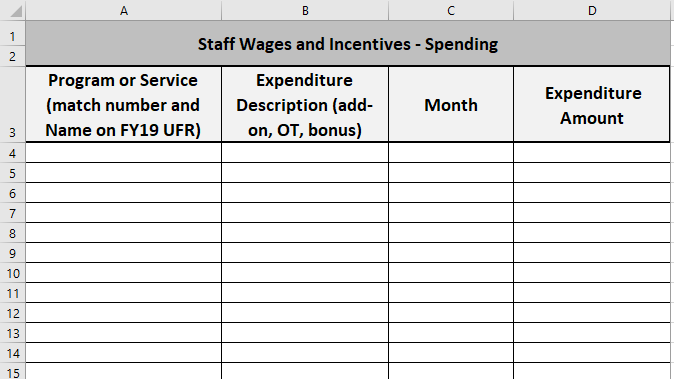 A B C D
1
2
Staff Wages and Incentives - Spending
3
Program or Service
(match number and
Name on FY19 UFR)
Expenditure
Description (add-
on, OT, bonus)
Month
Expenditure
Amount
4
5
6
7
8
9
10
11
12
13
14
15